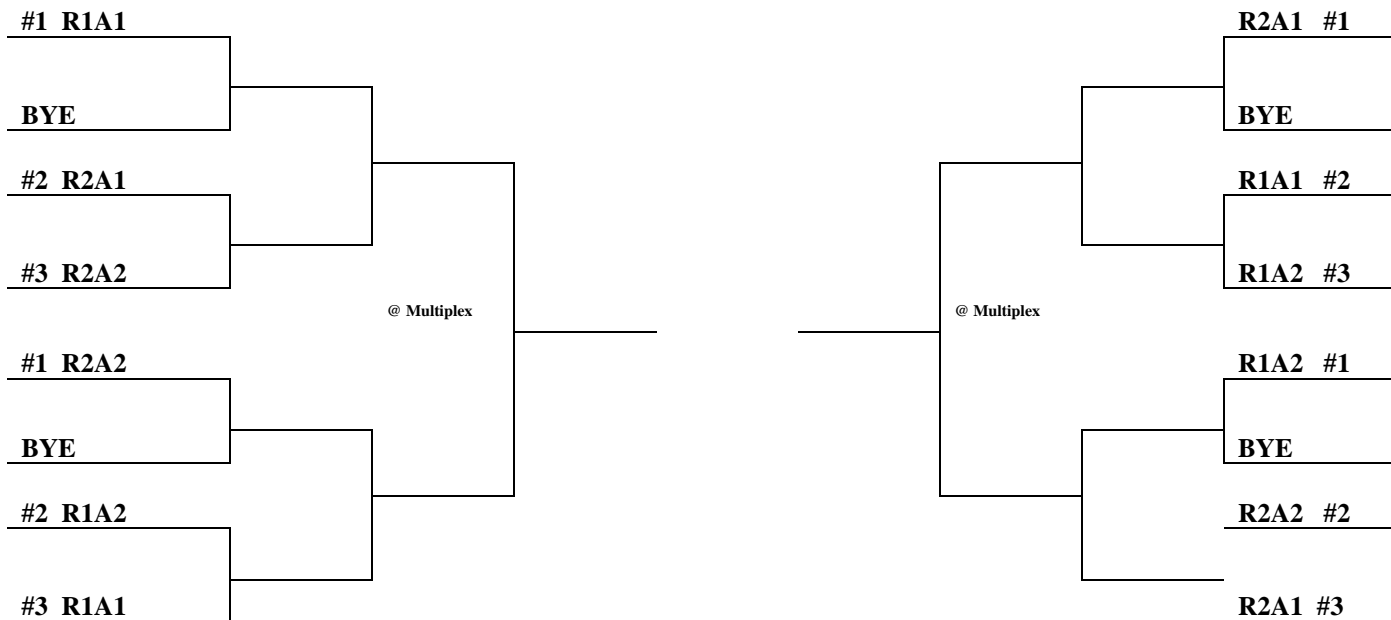 #1 R1A1
BYE
#2 R2A1
#3 R2A2
@ Multiplex
#1 R2A2
BYE
#2 R1A2
#3 R1A1
R2A1 #1
BYE
R1A1 #2
R1A2 #3
@ Multiplex
R1A2 #1
BYE
R2A2 #2
R2A1 #3